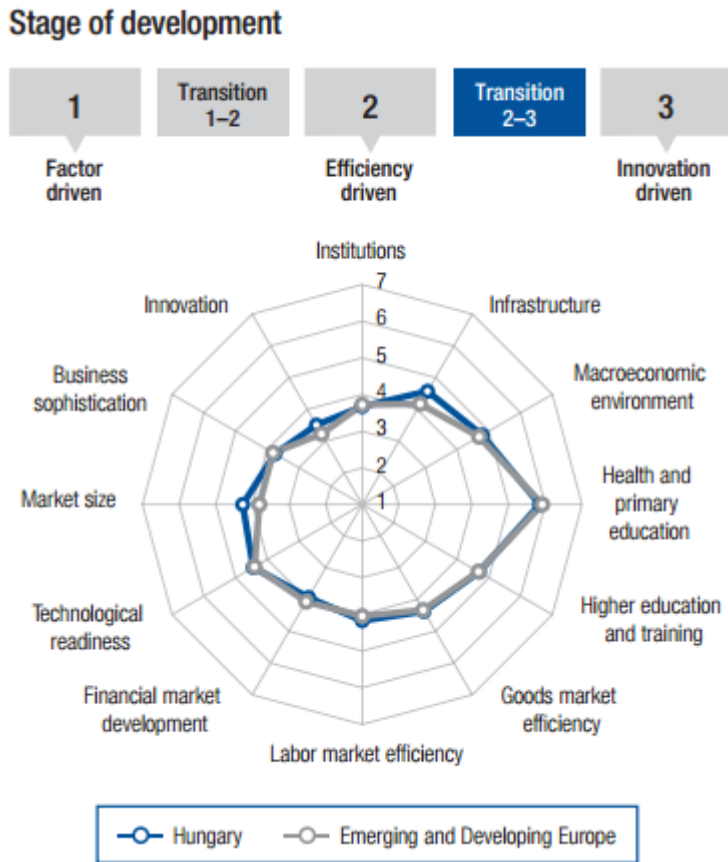 Stage of development
1
Transition
1–2
2
Transition
2–3
3
Factor
driven
Efficiency
driven
Innovation
driven
Institutions
Innovation
7
Infrastructure
6
5
4
3
2
1
Business
sophistication
Macroeconomic
environment
Market size
Health and
primary
education
Technological
readiness
Higher education
and training
Financial market
development
Goods market
efficiency
Labor market efficiency
Hungary
Emerging and Developing Europe